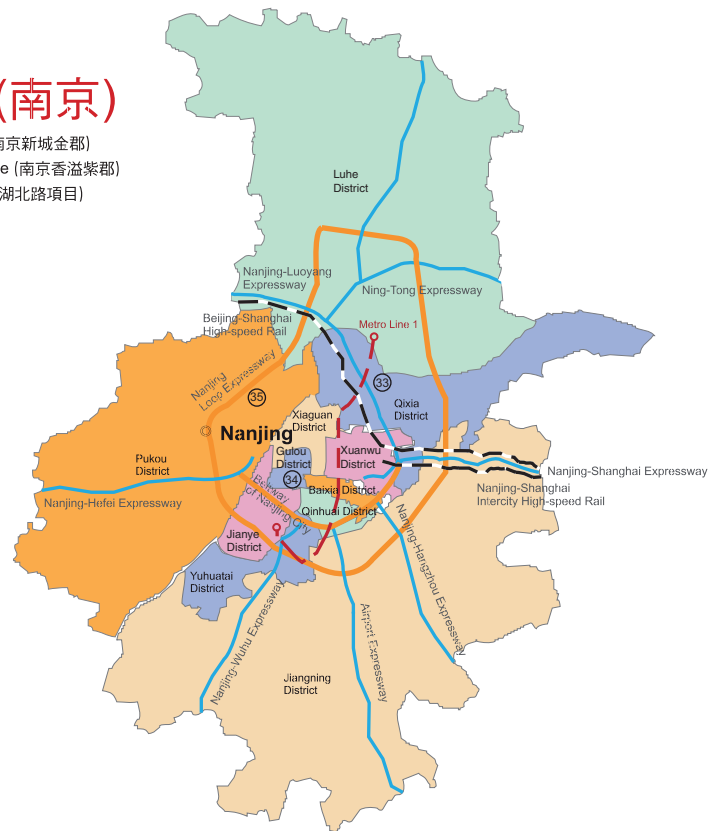 (南京)
南京新城金郡)
e (南京香溢紫郡)
湖北路項目)
Luhe
District
Nanjing-Luoyang
Expressway
Ning-Tong Expressway
Beijing-Shanghai
High-speed Rail
Metro Line 1
Nanjing
Loop Expressway
33
35
Qixia
District
Xiaguan
District
Nanjing
Gulou
District
Xuanwu
District
Pukou
District
34
Nanjing-Shanghai Expressway
Nanjing-Shanghai
Intercity High-speed Rail
Nanjing-Hefei Expressway
Beltway
of Nanjing City
Baixia District
Qinhuai District
Jianye
District
Nanjing-Hangzhou Expressway
Yuhuatai
District
Nanjing-Wuhu Expressway
Airport Expressway
Jiangning
District